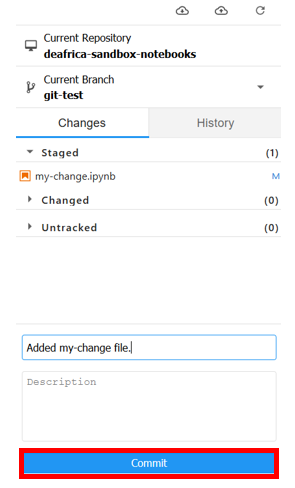 Current Repository
deafrica-sandbox-notebooks
Current Branch
git-test
Changes History
Staged (1)
my-change.ipynb M
Changed (0)
Untracked (0)
Added my-change file.
Description
Commit